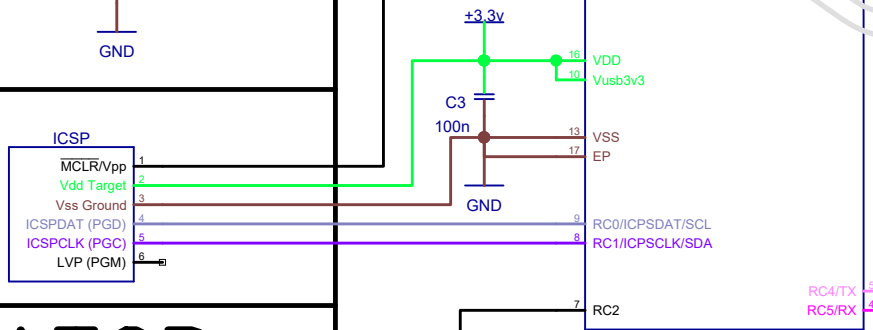 GND
+3.3v
16 VDD
10 Vusb3v3
C3
100n
13 VSS
17 EP
GND
ICSP
MCLR/Vpp 1
Vdd Target 2
Vss Ground 3
ICSPDAT (PGD) 4
ICSPCLK (PGC) 5
LVP (PGM) 6
9 RC0/ICPSDAT/SCL
8 RC1/ICPSCLK/SDA
7 RC2
RC4/TX 5
RC5/RX 4